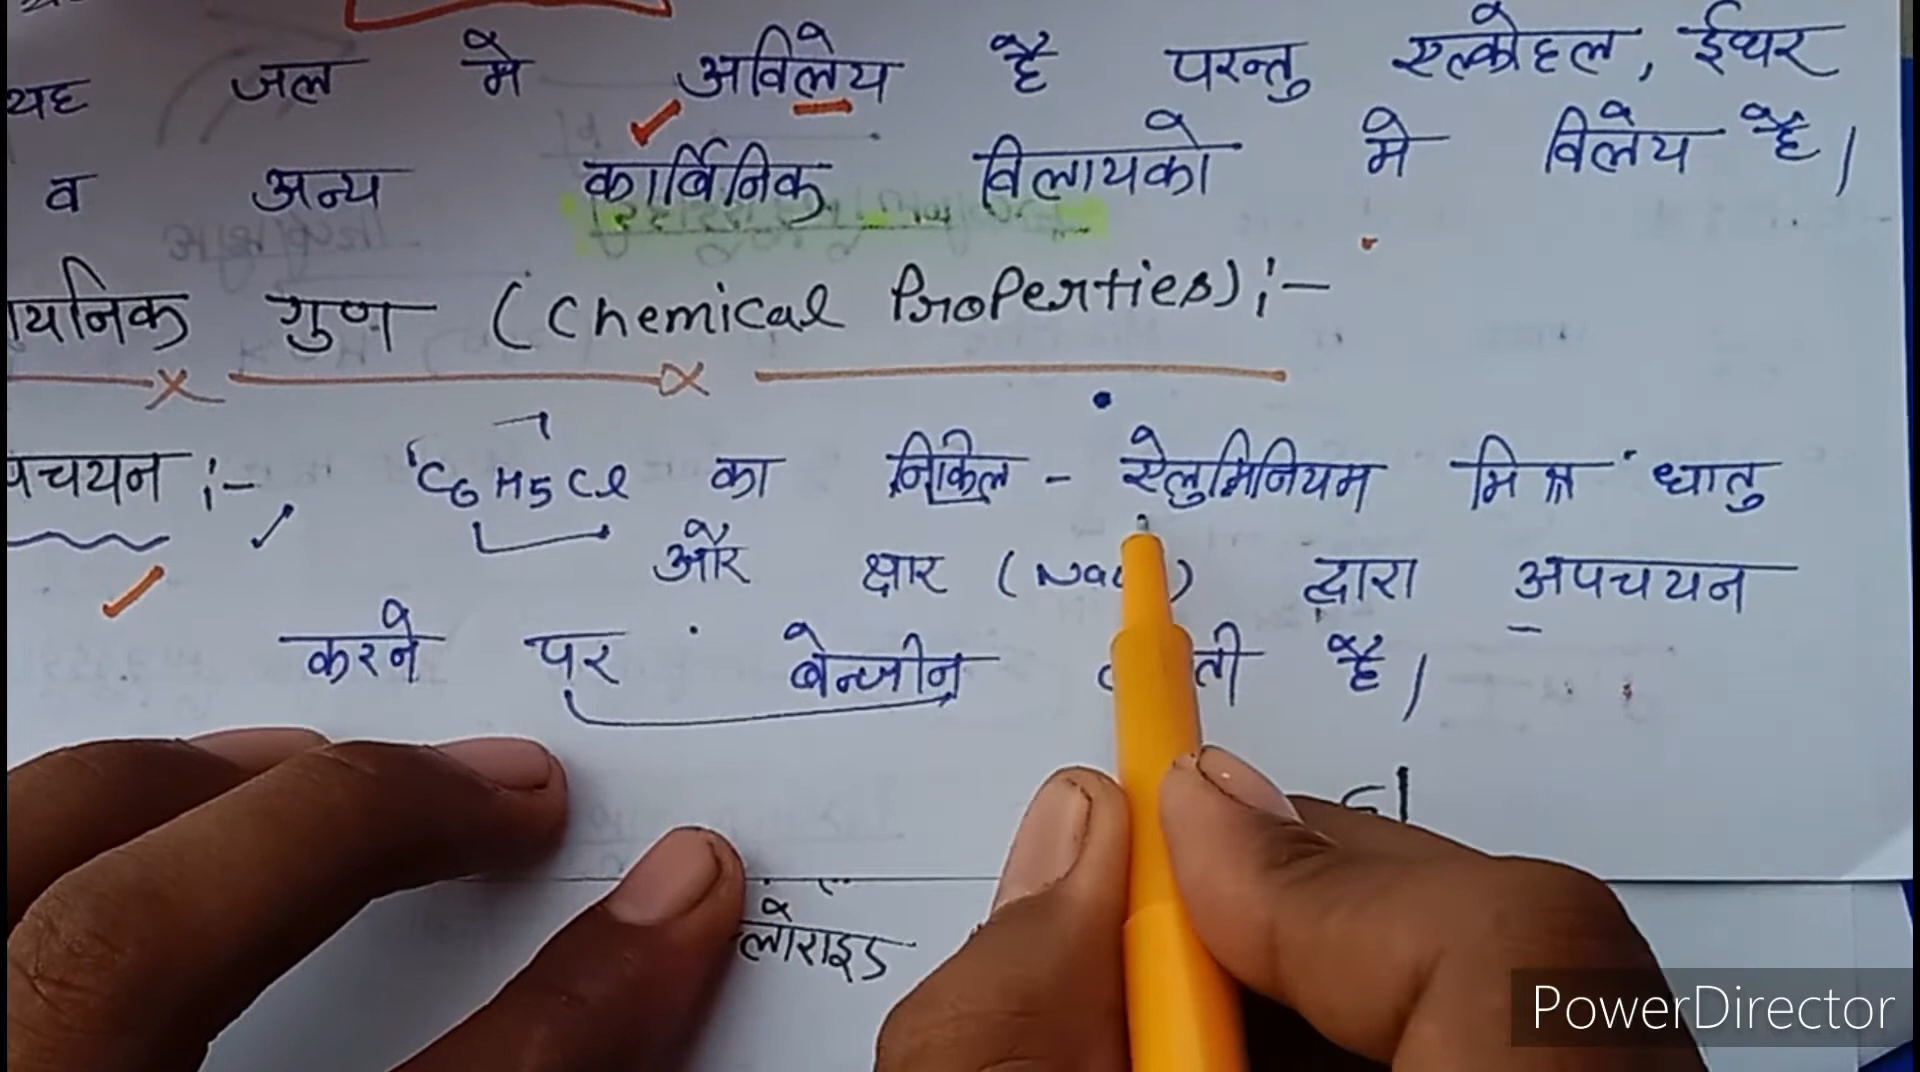 यह जल मे अविलेय है परन्तु एल्कोहल, ईथर
व अन्य कार्बिनिक विलायको मे विलेय है।
यनिक गुण (Chemical Properties):-
पचयन :- C6H5Cl का निकिल - ऐलुमिनियम मिश्र धातु
और क्षार द्वारा अपचयन
करने पर बेन्जीन है।
लोराइड
PowerDirector